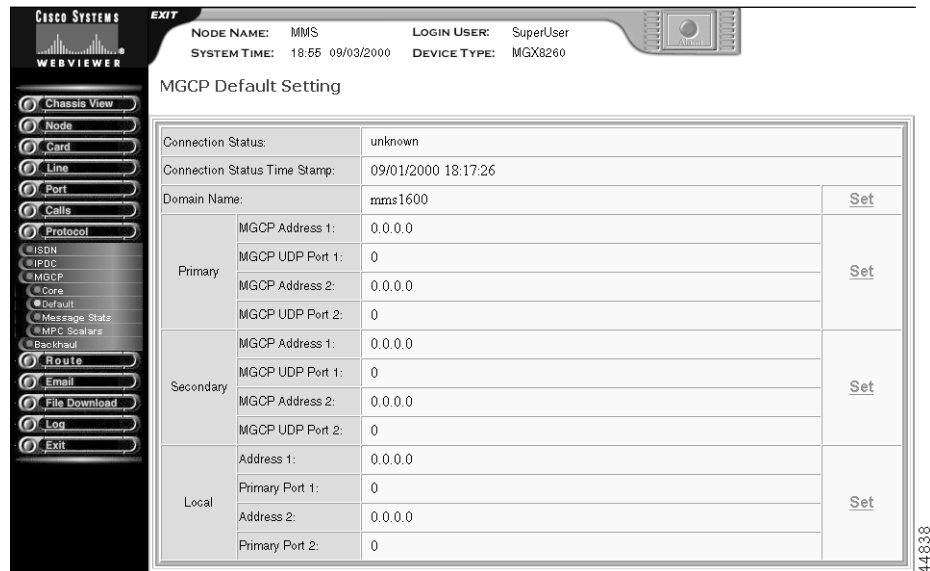 CISCO SYSTEMS
WEBVIEWER
EXIT
NODE NAME: MMS LOGIN USER: SuperUser
SYSTEM TIME: 18:55 09/03/2000 DEVICE TYPE: MGX8260
Alarm
MGCP Default Setting
Chassis View
Node
Card
Line
Port
Calls
Protocol
ISDN
IPDC
MGCP
Core
Default
Message Stats
MPC Scalars
Backhaul
Route
Email
File Download
Log
Exit
Connection Status: unknown
Connection Status Time Stamp: 09/01/2000 18:17:26
Domain Name: mms1600 Set
Primary
MGCP Address 1: 0.0.0.0
MGCP UDP Port 1: 0
MGCP Address 2: 0.0.0.0
MGCP UDP Port 2: 0
Set
Secondary
MGCP Address 1: 0.0.0.0
MGCP UDP Port 1: 0
MGCP Address 2: 0.0.0.0
MGCP UDP Port 2: 0
Set
Local
Address 1: 0.0.0.0
Primary Port 1: 0
Address 2: 0.0.0.0
Primary Port 2: 0
Set
44838